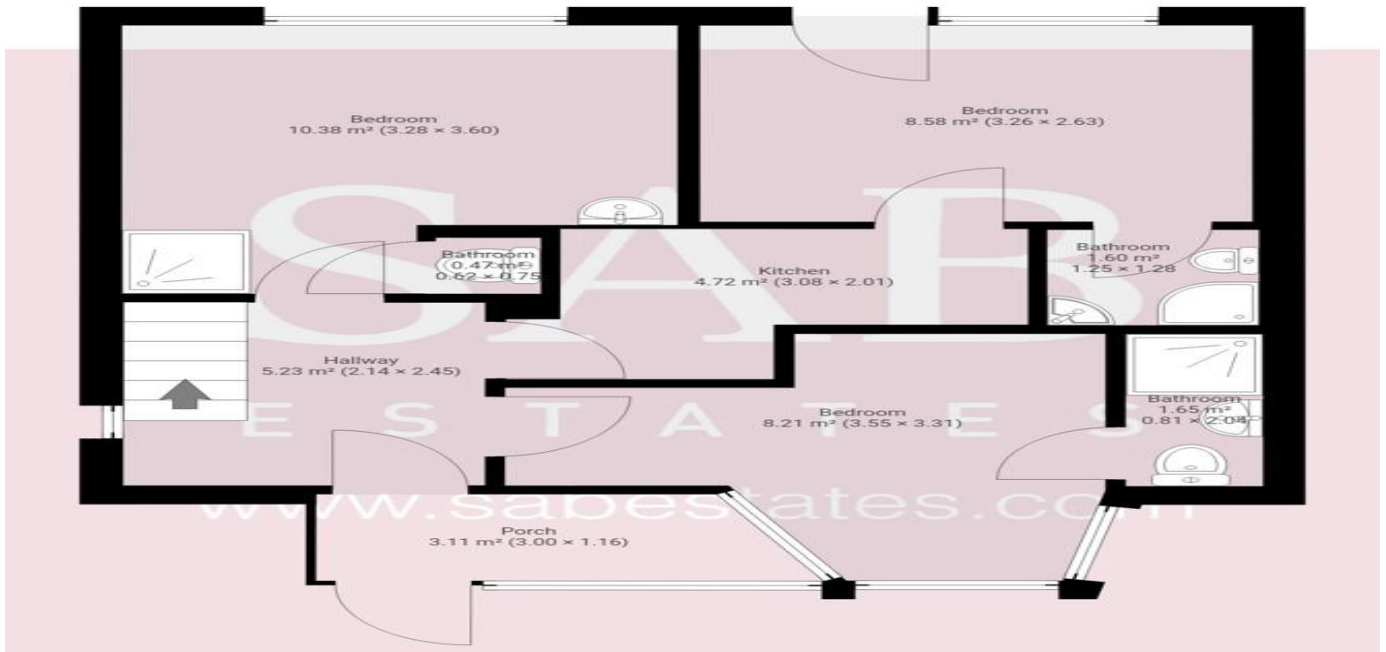 Bedroom
10.38 m² (3.28 × 3.60)
Bedroom
8.58 m² (3.26 × 2.63)
Bathroom
0.47 m²
0.62 × 0.75
Kitchen
4.72 m² (3.08 × 2.01)
Bathroom
1.60 m²
1.25 × 1.28
SAB
Hallway
5.23 m² (2.14 × 2.45)
Bedroom
8.21 m² (3.55 × 3.31)
Bathroom
1.65 m²
0.81 × 2.04
ESTATES
www.sabestates.com
Porch
3.11 m² (3.00 × 1.16)